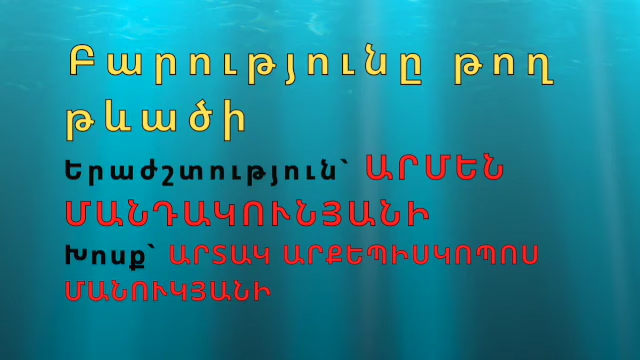 Բարությունը թող
թևածի
Երաժշտություն՝ ԱՐՄԵՆ
ՄԱՆԴԱԿՈՒՆՅԱՆԻ
Խոսք՝ ԱՐՏԱԿ ԱՐՔԵՊԻՍԿՈՊՈՍ
ՄԱՆՈՒԿՅԱՆԻ